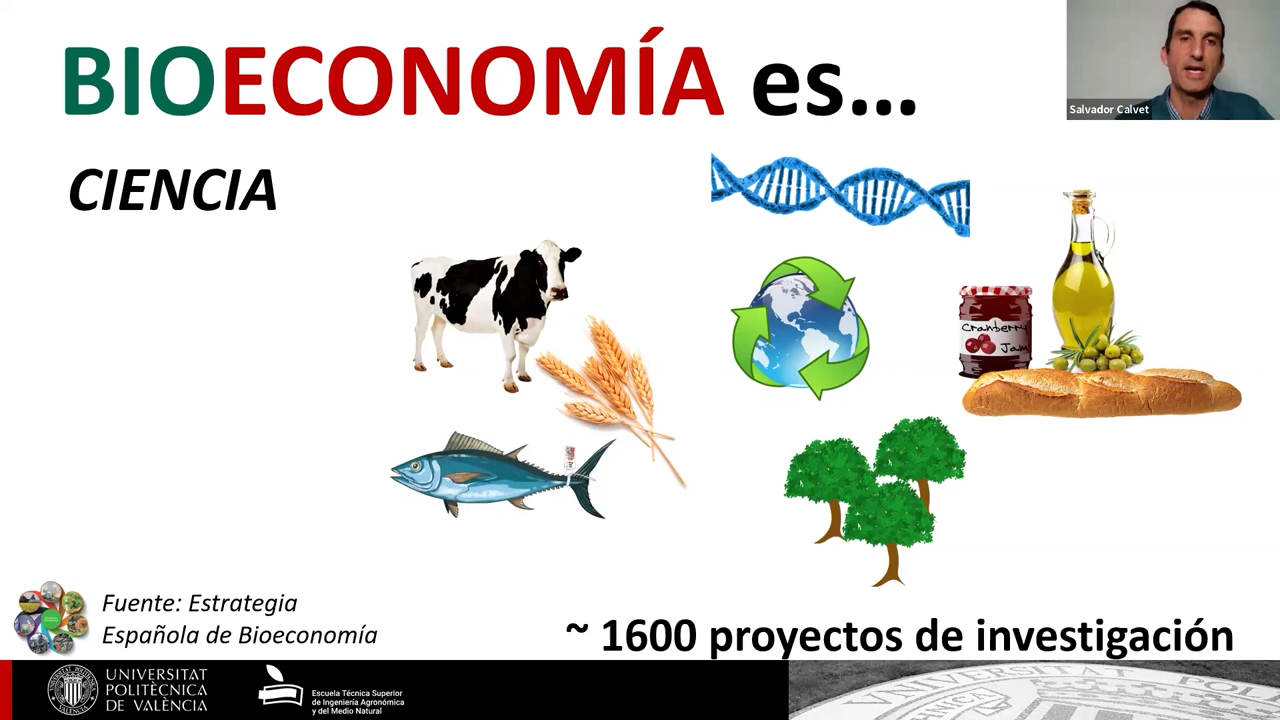 BIOECONOMÍA es...
Salvador Calvet
CIENCIA
Cranberry
Jam
Fuente: Estrategia
Española de Bioeconomía
~ 1600 proyectos de investigación
UNIVERSITAT
POLITÈCNICA
DE VALÈNCIA
Escuela Técnica Superior
de Ingeniería Agronómica
y del Medio Natural